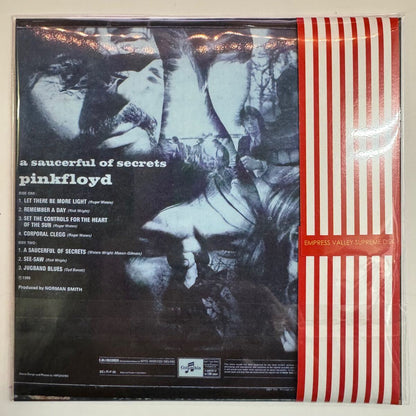 a saucerful of secrets
pinkfloyd
SIDE ONE:
1. LET THERE BE MORE LIGHT (Roger Waters)
2. REMEMBER A DAY (Rick Wright)
3. SET THE CONTROLS FOR THE HEART
OF THE SUN (Roger Waters)
4. CORPORAL CLEGG (Roger Waters)
SIDE TWO:
1. A SAUCERFUL OF SECRETS (Waters Wright Mason Gilmour)
2. SEE-SAW (Rick Wright)
3. JUGBAND BLUES (Syd Barrett)
Produced by NORMAN SMITH
EMPRESS VALLEY SUPREME DISK
Columbia